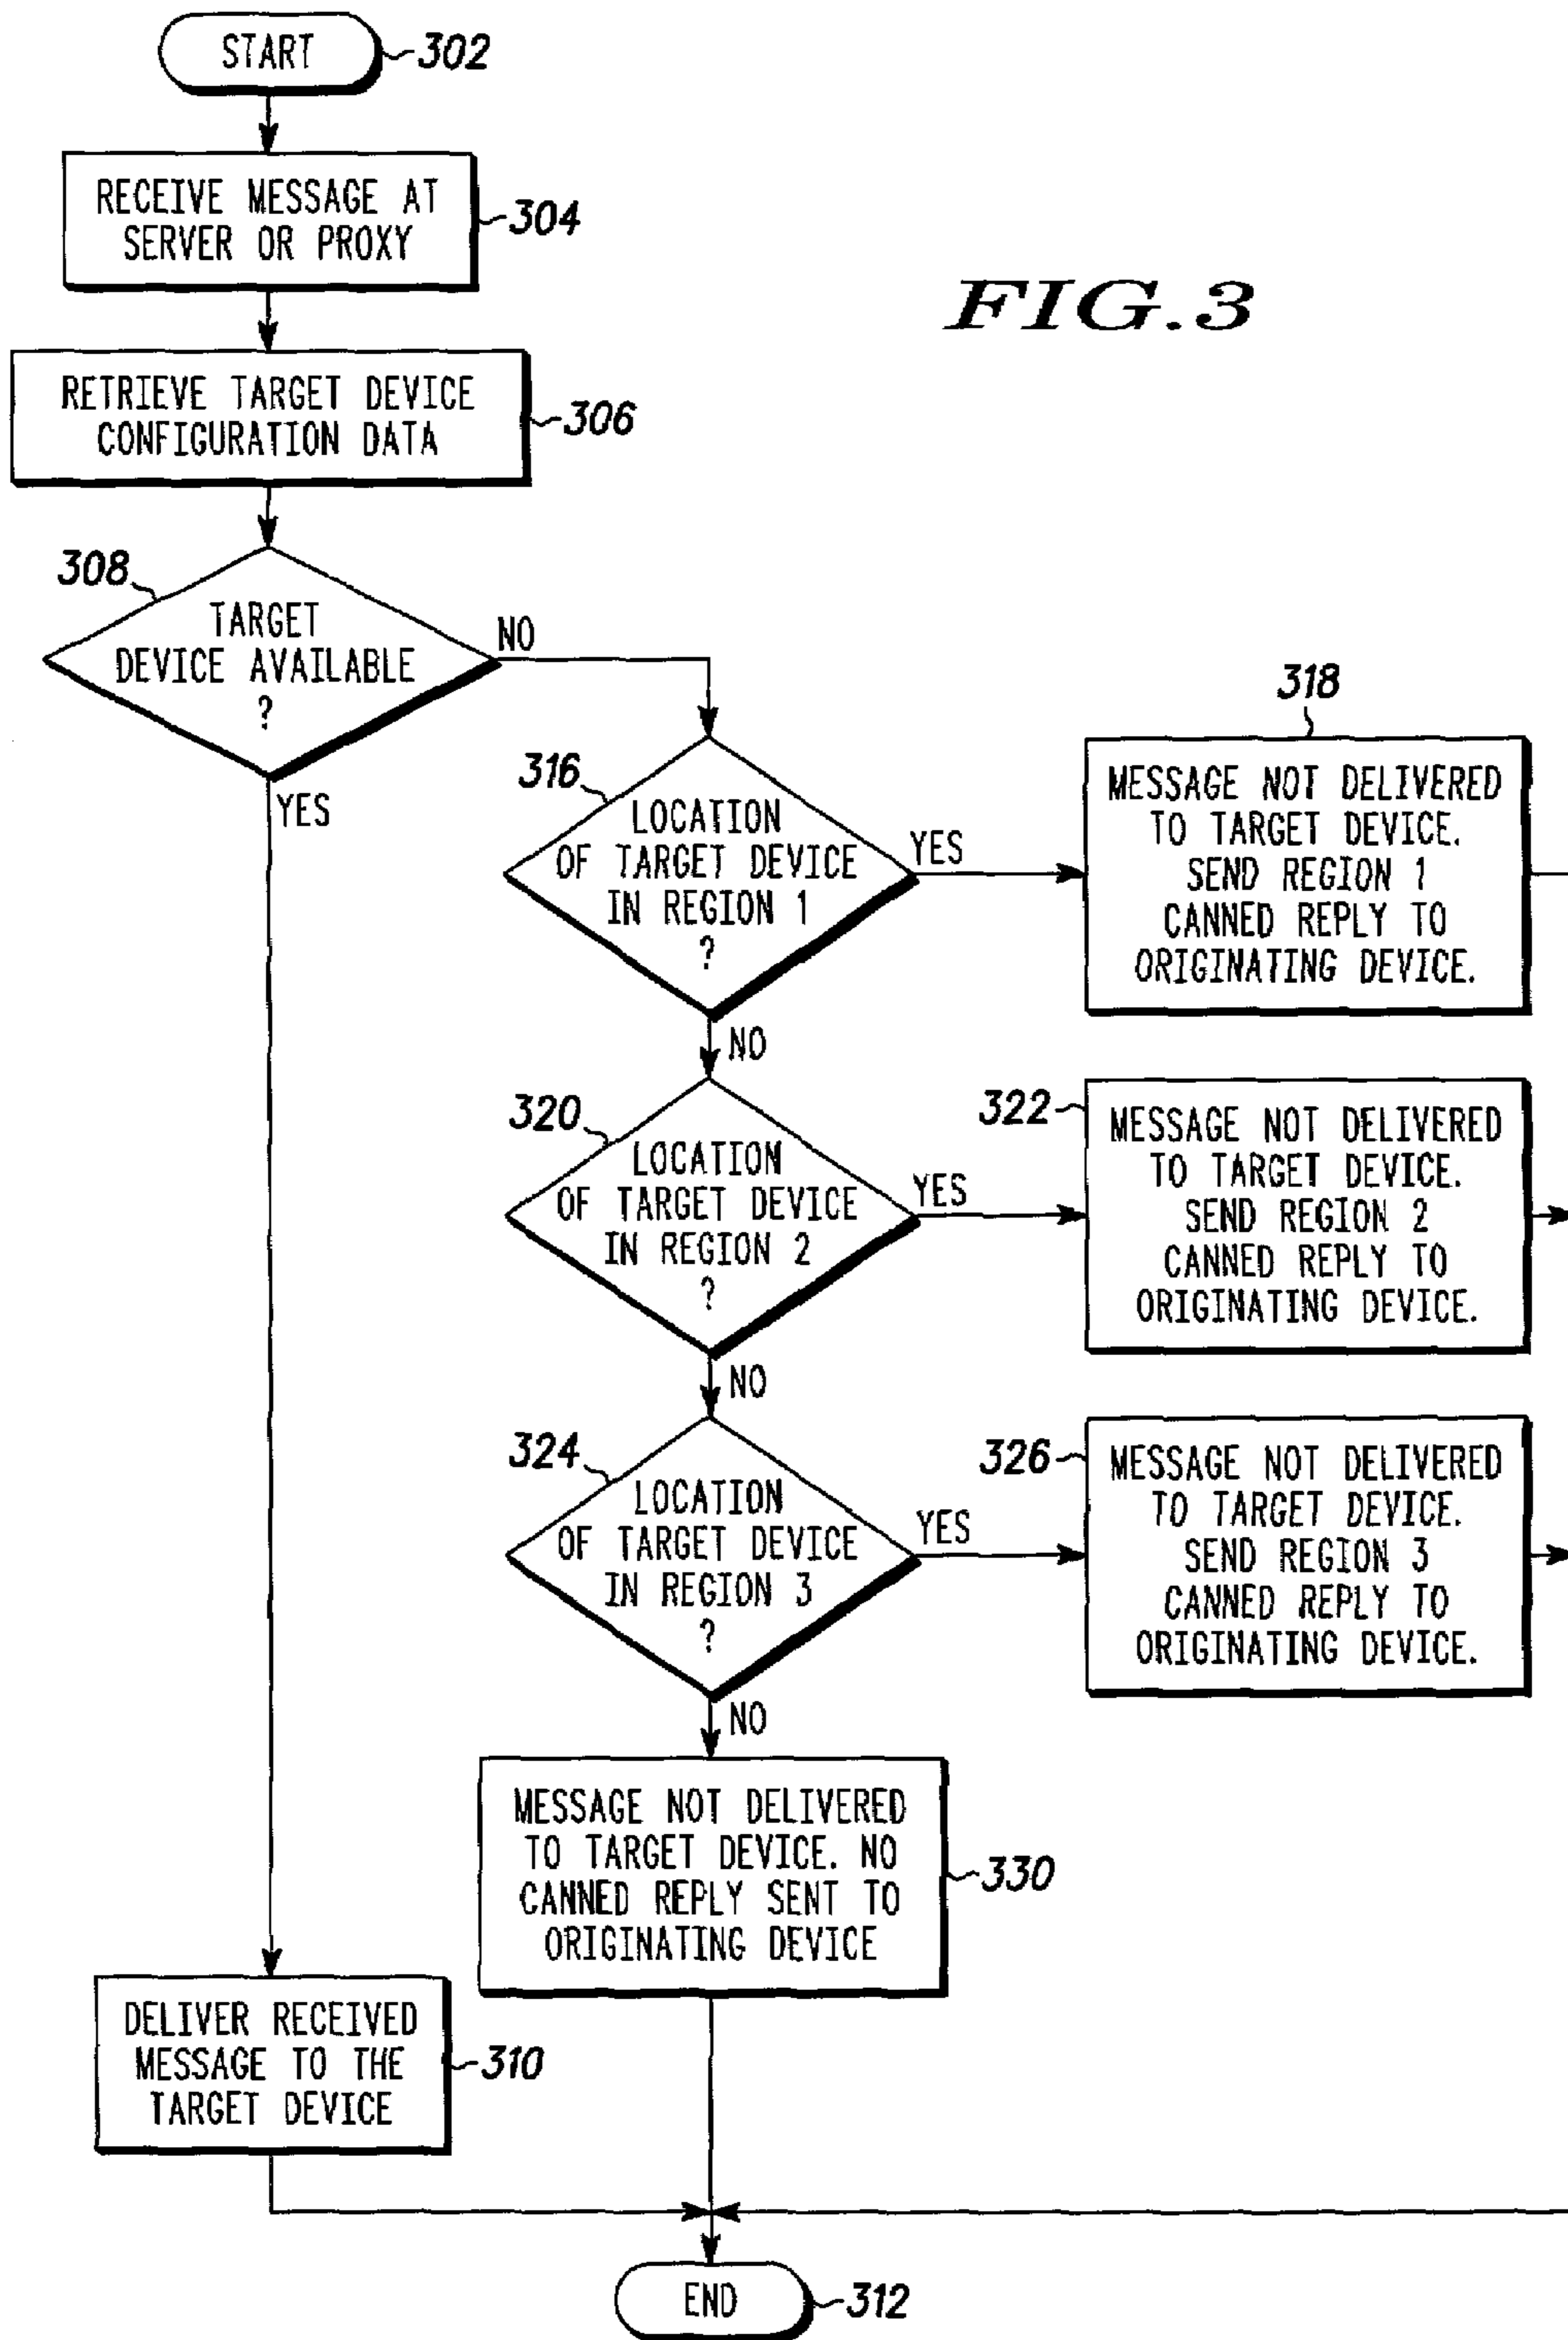 START
302
RECEIVE MESSAGE AT
SERVER OR PROXY
304
FIG.3
RETRIEVE TARGET DEVICE
CONFIGURATION DATA
306
308
TARGET
DEVICE AVAILABLE
?
NO
YES
316
LOCATION
OF TARGET DEVICE
IN REGION 1
?
YES
NO
318
MESSAGE NOT DELIVERED
TO TARGET DEVICE.
SEND REGION 1
CANNED REPLY TO
ORIGINATING DEVICE.
320
LOCATION
OF TARGET DEVICE
IN REGION 2
?
YES
NO
322
MESSAGE NOT DELIVERED
TO TARGET DEVICE.
SEND REGION 2
CANNED REPLY TO
ORIGINATING DEVICE.
324
LOCATION
OF TARGET DEVICE
IN REGION 3
?
YES
NO
326
MESSAGE NOT DELIVERED
TO TARGET DEVICE.
SEND REGION 3
CANNED REPLY TO
ORIGINATING DEVICE.
MESSAGE NOT DELIVERED
TO TARGET DEVICE. NO
CANNED REPLY SENT TO
ORIGINATING DEVICE
330
DELIVER RECEIVED
MESSAGE TO THE
TARGET DEVICE
310
END
312